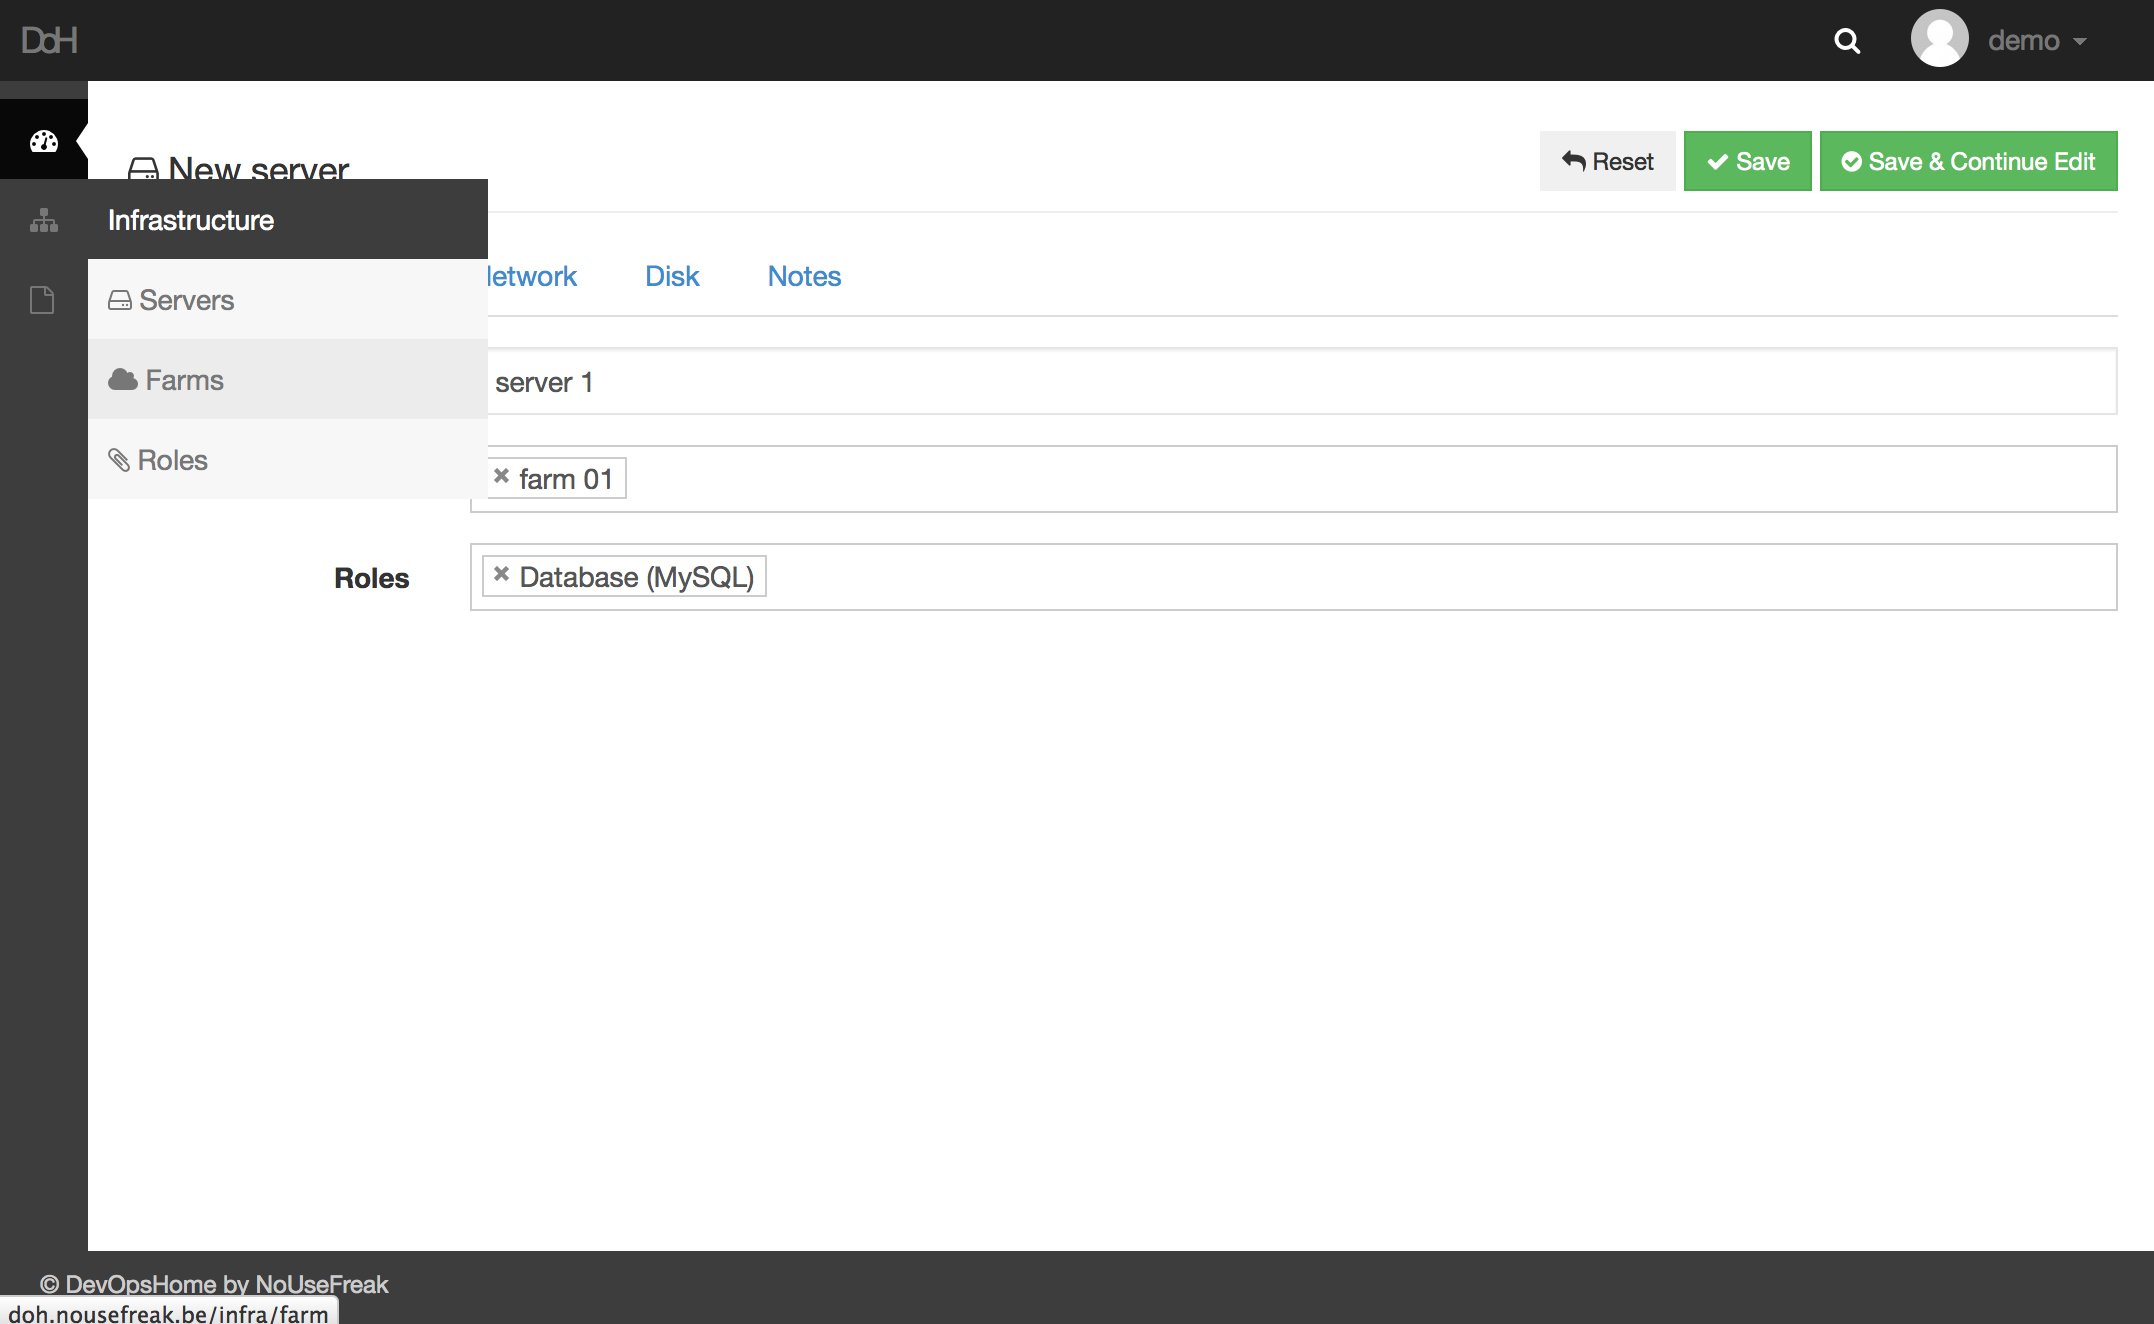 DoH
demo
New server
Reset
Save
Save & Continue Edit
Infrastructure
etwork
Disk
Notes
Servers
server 1
Farms
Roles
farm 01
Roles
Database (MySQL)
© DevOpsHome by NoUseFreak
doh.nousefreak.be/infra/farm